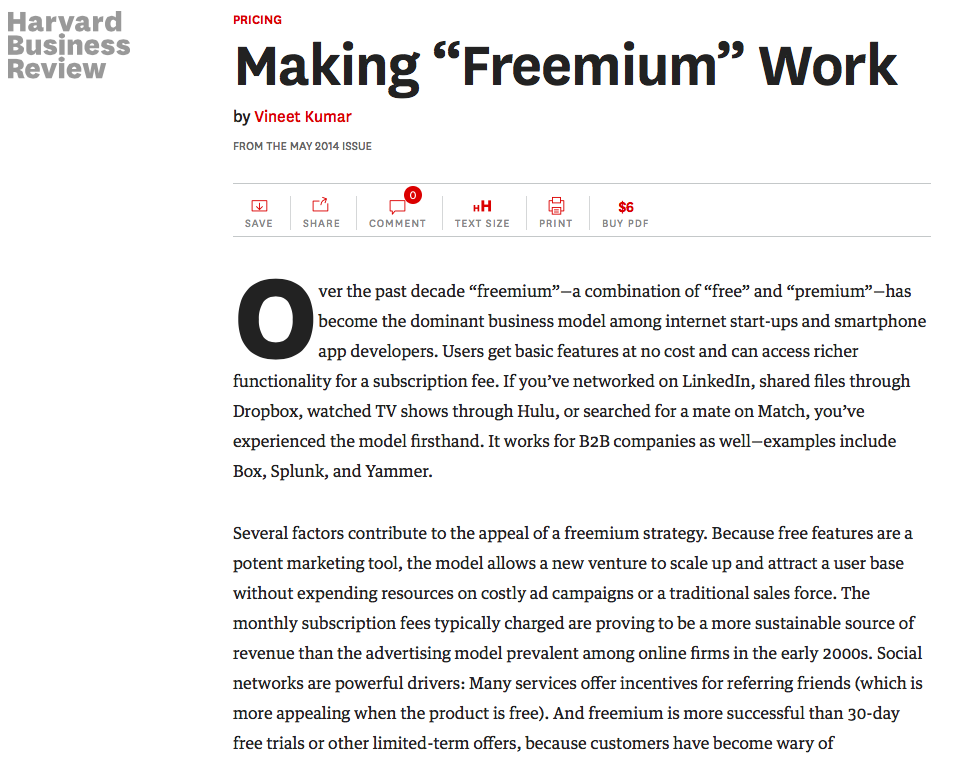 Harvard
Business
Review
PRICING
Making “Freemium” Work
by Vineet Kumar
FROM THE MAY 2014 ISSUE
0
SAVE
SHARE
COMMENT
HH
TEXT SIZE
PRINT
$6
BUY PDF
Over the past decade “freemium”—a combination of “free” and “premium”—has
become the dominant business model among internet start-ups and smartphone
app developers. Users get basic features at no cost and can access richer
functionality for a subscription fee. If you’ve networked on LinkedIn, shared files through
Dropbox, watched TV shows through Hulu, or searched for a mate on Match, you’ve
experienced the model firsthand. It works for B2B companies as well—examples include
Box, Splunk, and Yammer.
Several factors contribute to the appeal of a freemium strategy. Because free features are a
potent marketing tool, the model allows a new venture to scale up and attract a user base
without expending resources on costly ad campaigns or a traditional sales force. The
monthly subscription fees typically charged are proving to be a more sustainable source of
revenue than the advertising model prevalent among online firms in the early 2000s. Social
networks are powerful drivers: Many services offer incentives for referring friends (which is
more appealing when the product is free). And freemium is more successful than 30-day
free trials or other limited-term offers, because customers have become wary of